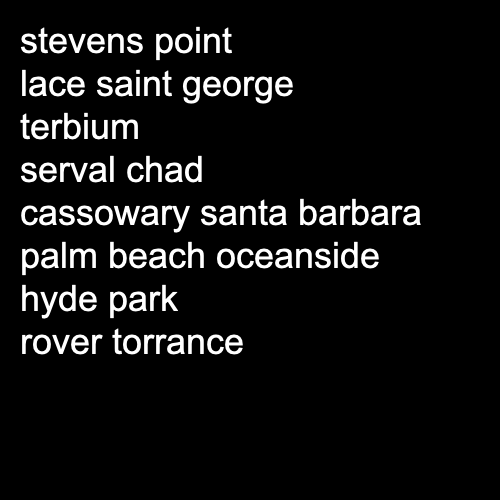 stevens point
lace saint george
terbium
serval chad
cassowary santa barbara
palm beach oceanside
hyde park
rover torrance